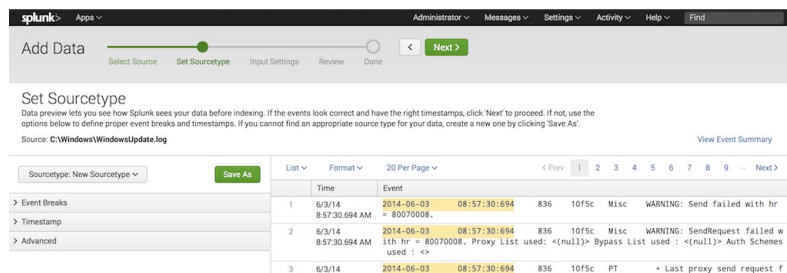 splunk> Apps Administrator Messages Settings Activity Help Find
Add Data
Select Source Set Sourcetype Input Settings Review Done
< Next >
Set Sourcetype
Data preview lets you see how Splunk sees your data before indexing. If the events look correct and have the right timestamps, click 'Next' to proceed. If not, use the
options below to define proper event breaks and timestamps. If you cannot find an appropriate source type for your data, create a new one by clicking 'Save As'.
Source: C:\Windows\WindowsUpdate.log
View Event Summary
Sourcetype: New Sourcetype
Save As
> Event Breaks
> Timestamp
> Advanced
List Format 20 Per Page < Prev 1 2 3 4 5 6 7 8 9 ... Next >
Time Event
1 6/3/14 2014-06-03 08:57:30:694 836 10f5c Misc WARNING: Send failed with hr
8:57:30.694 AM = 80070008.
2 6/3/14 2014-06-03 08:57:30:694 836 10f5c Misc WARNING: SendRequest failed w
8:57:30.694 AM ith hr = 80070008. Proxy List used: <(null)> Bypass List used : <(null)> Auth Schemes
used : <>
3 6/3/14 2014-06-03 08:57:30:694 836 10f5c PT + Last proxy send request f